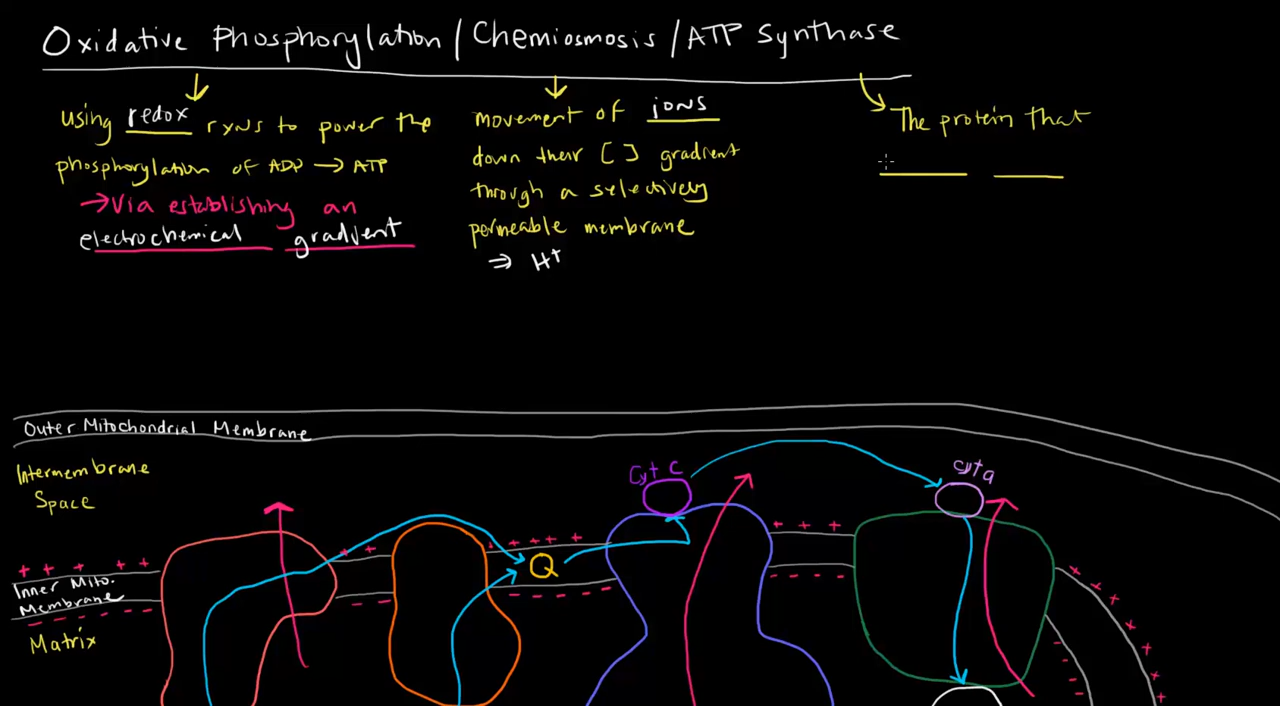 Oxidative Phosphorylation / Chemiosmosis / ATP Synthase
using redox rxns to power the
phosphorylation of ADP → ATP
→ Via establishing an
electrochemical gradient
movement of ions
down their [ ] gradient
through a selectively
permeable membrane
⇒ H+
The protein that
Outer Mitochondrial Membrane
Intermembrane
Space
Cyt c
cyt a
+ + + + +
+ +
+ + + + +
+ + +
+ + + + + +
Q
Inner Mito.
Membrane
Matrix